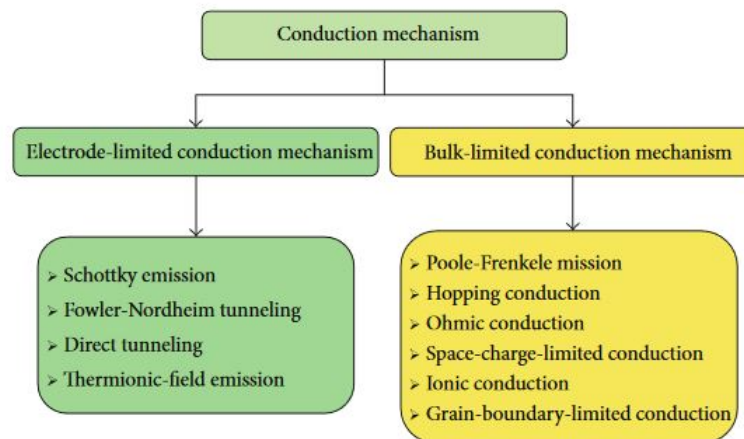 Conduction mechanism
Electrode-limited conduction mechanism
Bulk-limited conduction mechanism
➢ Schottky emission
➢ Fowler-Nordheim tunneling
➢ Direct tunneling
➢ Thermionic-field emission
➢ Poole-Frenkele mission
➢ Hopping conduction
➢ Ohmic conduction
➢ Space-charge-limited conduction
➢ Ionic conduction
➢ Grain-boundary-limited conduction